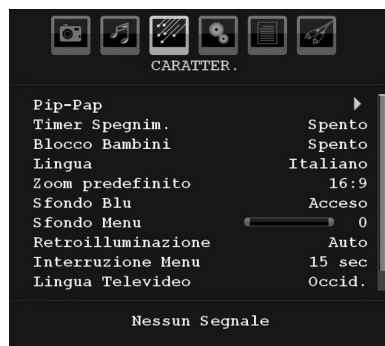 CARATTER.
Pip-Pap
Timer Spegnim. Spento
Blocco Bambini Spento
Lingua Italiano
Zoom predefinito 16:9
Sfondo Blu Acceso
Sfondo Menu 0
Retroilluminazione Auto
Interruzione Menu 15 sec
Lingua Televideo Occid.
Nessun Segnale